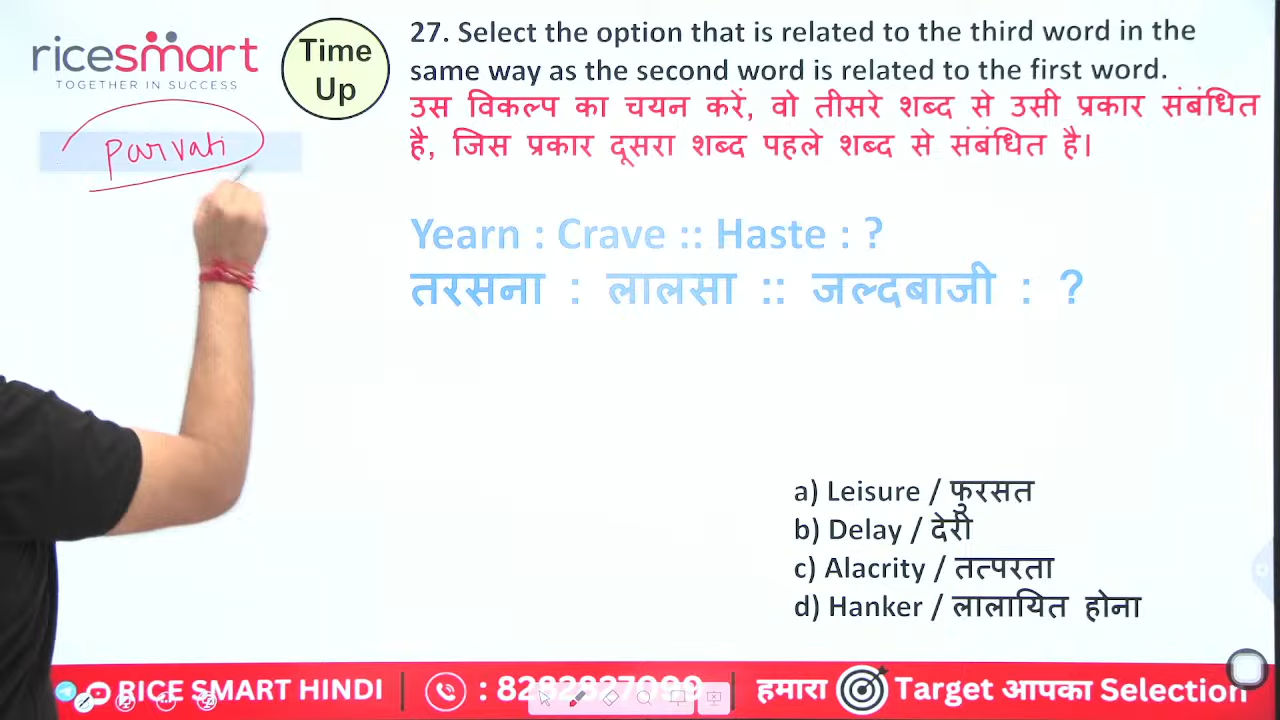 ricesmart
TOGETHER IN SUCCESS
Time
Up
Parvati
27. Select the option that is related to the third word in the
same way as the second word is related to the first word.
उस विकल्प का चयन करें, वो तीसरे शब्द से उसी प्रकार संबंधित
है, जिस प्रकार दूसरा शब्द पहले शब्द से संबंधित है।
Yearn : Crave :: Haste : ?
तरसना : लालसा :: जल्दबाजी : ?
a) Leisure / फुरसत
b) Delay / देरी
c) Alacrity / तत्परता
d) Hanker / लालायित होना
RICE SMART HINDI
हमारा Target आपका Selection